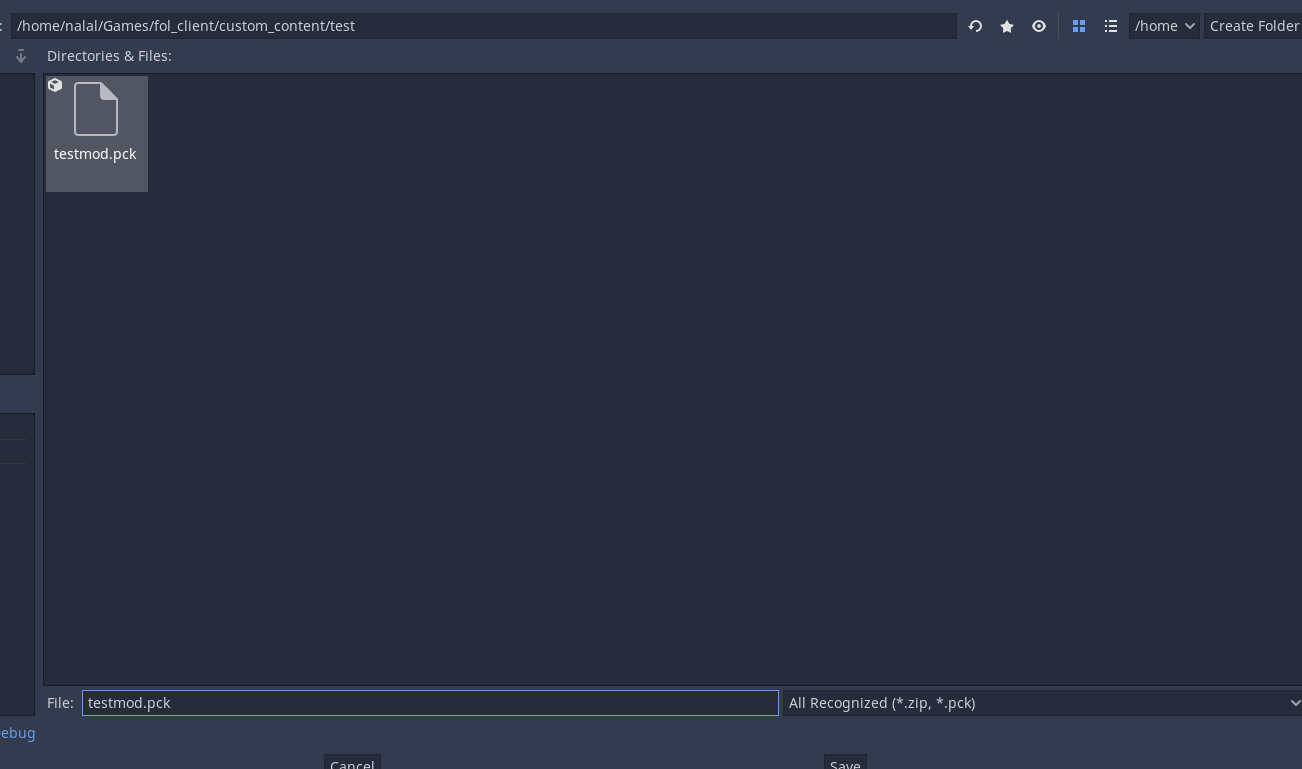 : /home/nalal/Games/fol_client/custom_content/test /home Create Folder
Directories & Files:
testmod.pck
File: testmod.pck All Recognized (*.zip, *.pck)
ebug
Cancel Save